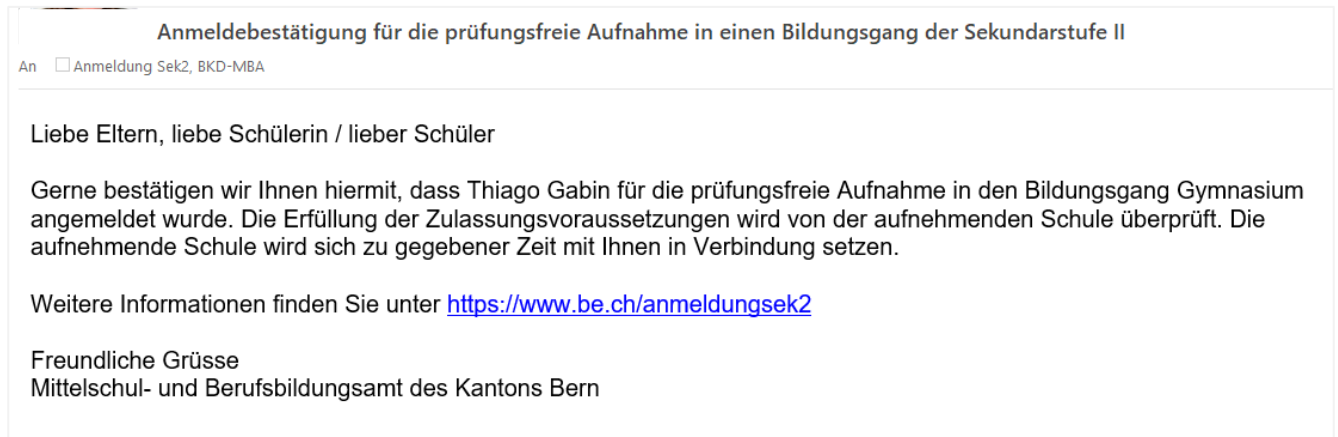 Anmeldebestätigung für die prüfungsfreie Aufnahme in einen Bildungsgang der Sekundarstufe II
An Anmeldung Sek2, BKD-MBA
Liebe Eltern, liebe Schülerin / lieber Schüler
Gerne bestätigen wir Ihnen hiermit, dass Thiago Gabin für die prüfungsfreie Aufnahme in den Bildungsgang Gymnasium
angemeldet wurde. Die Erfüllung der Zulassungsvoraussetzungen wird von der aufnehmenden Schule überprüft. Die
aufnehmende Schule wird sich zu gegebener Zeit mit Ihnen in Verbindung setzen.
Weitere Informationen finden Sie unter https://www.be.ch/anmeldungsek2
Freundliche Grüsse
Mittelschul- und Berufsbildungsamt des Kantons Bern